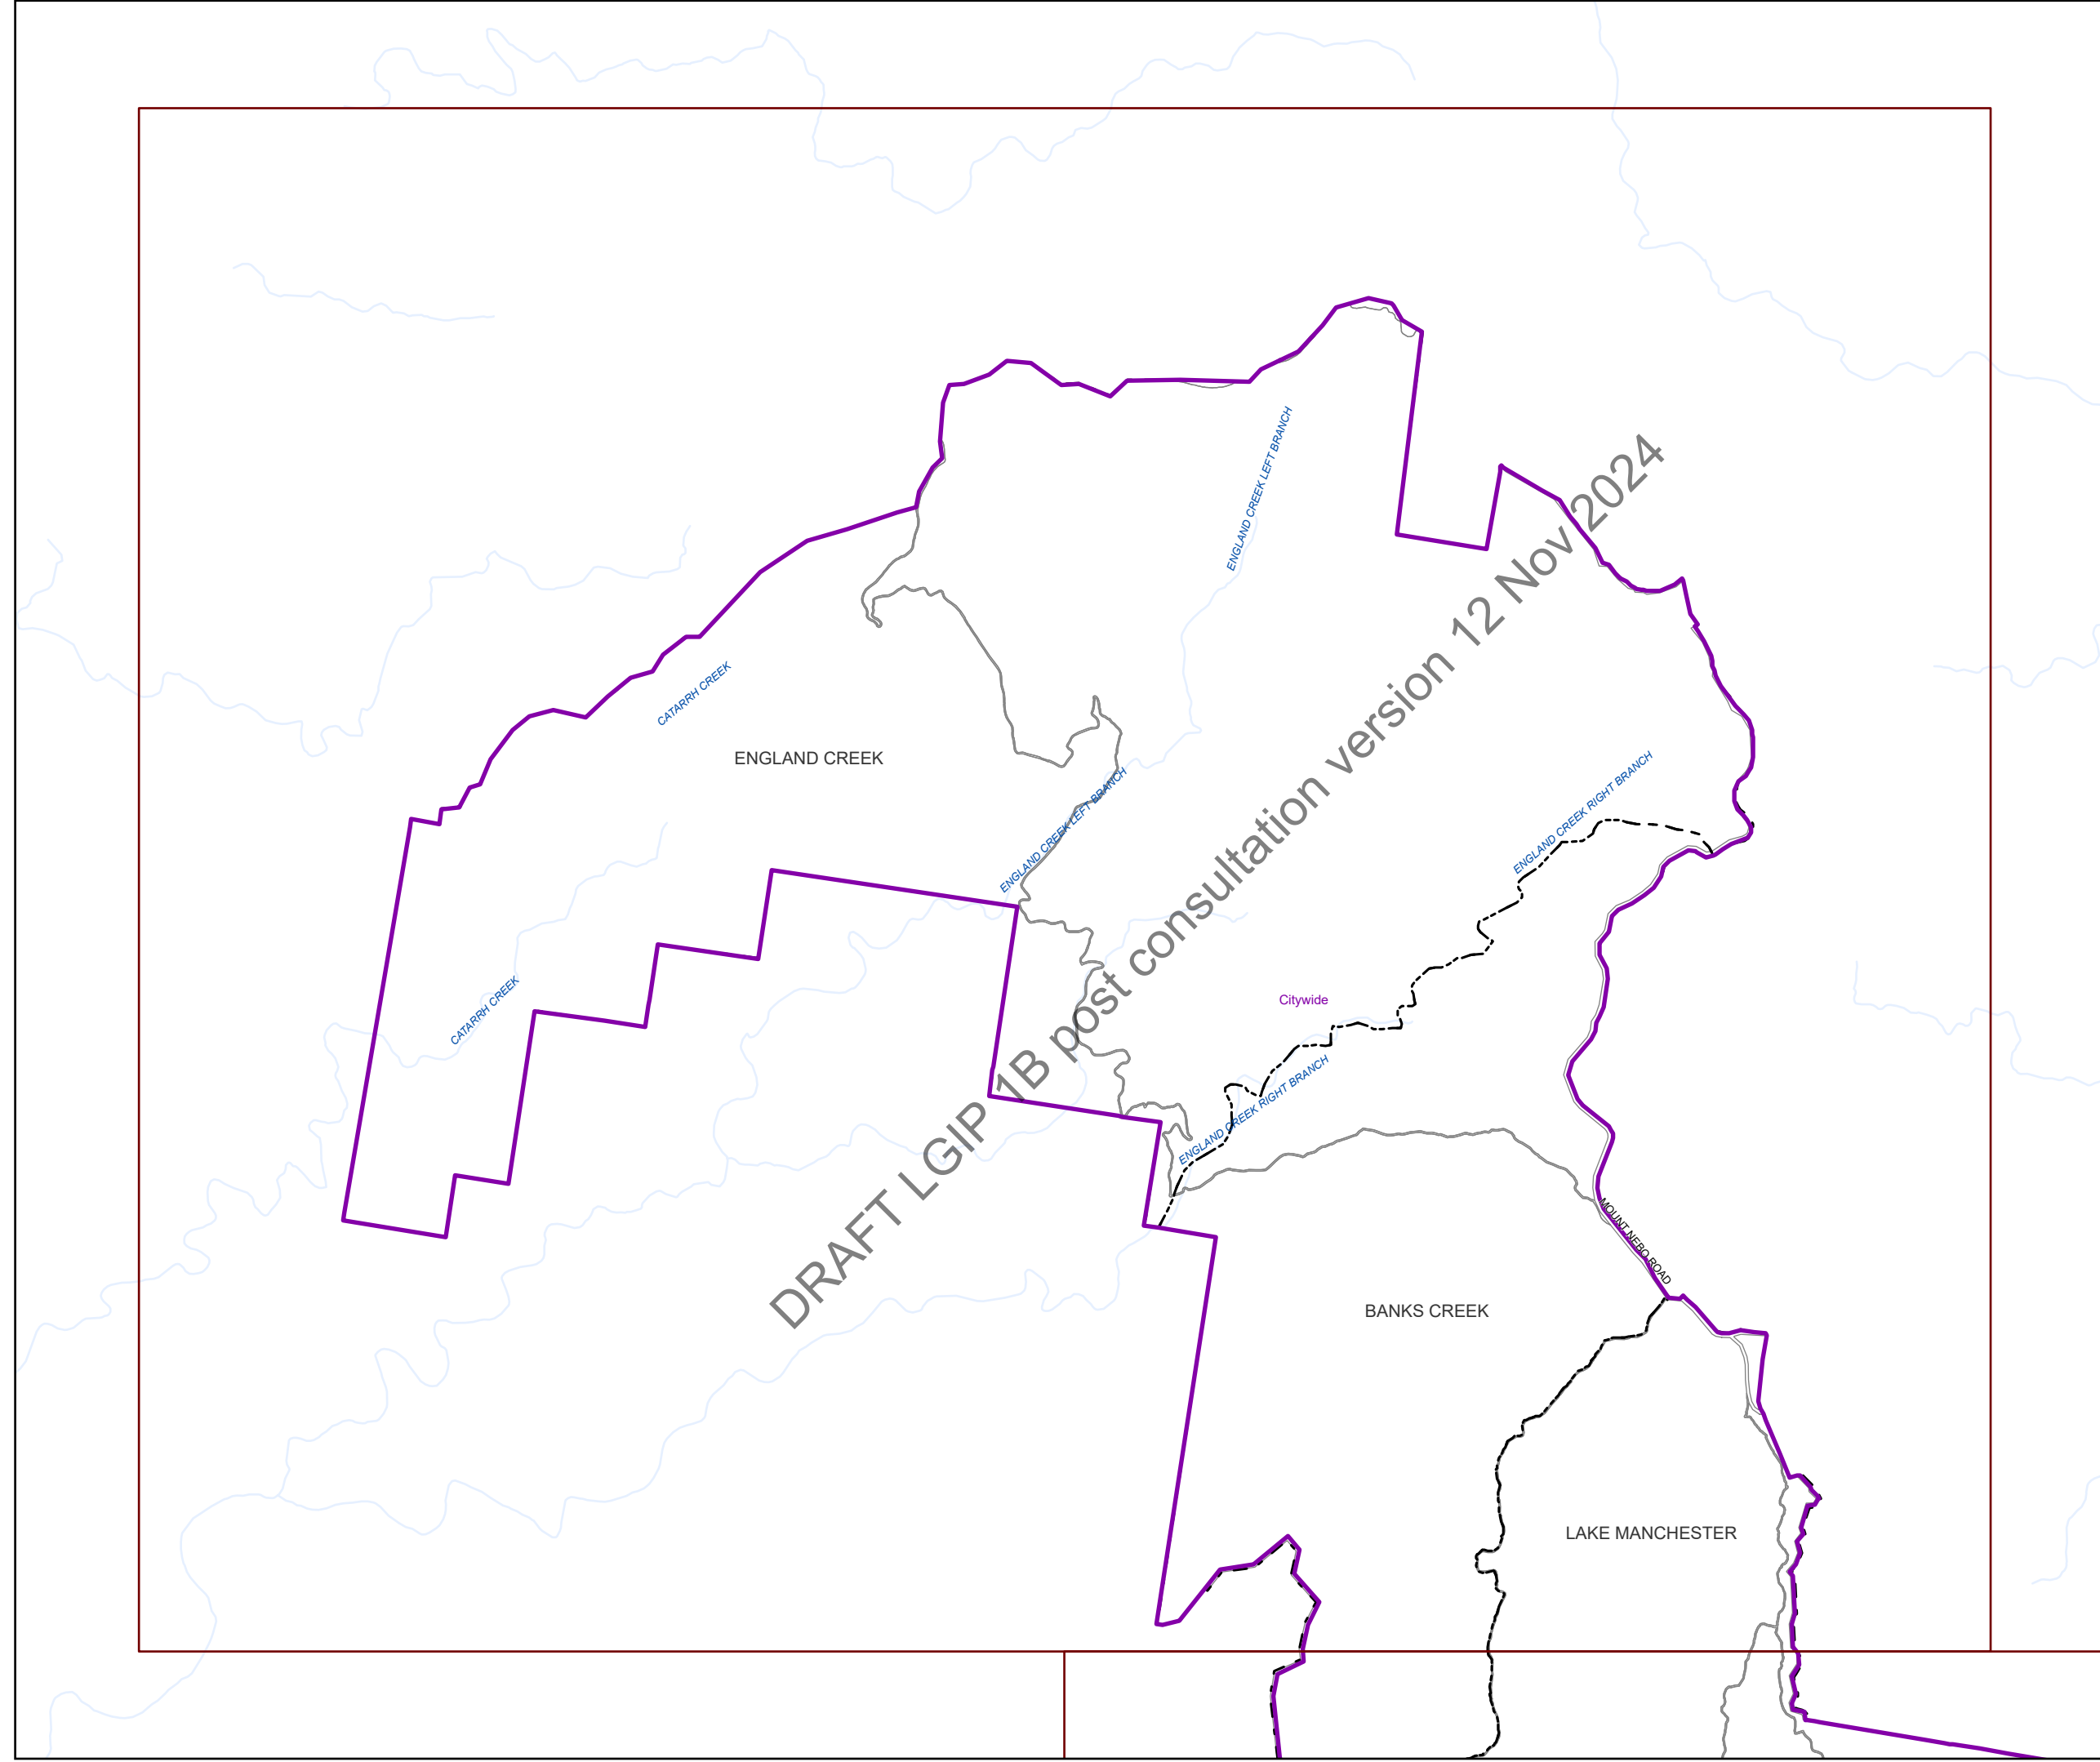 ENGLAND CREEK LEFT BRANCH
DRAFT LGIP 1B post consultation version 12 Nov 2024
CATARRH CREEK
ENGLAND CREEK
ENGLAND CREEK LEFT BRANCH
ENGLAND CREEK RIGHT BRANCH
CATARRH CREEK
Citywide
ENGLAND CREEK RIGHT BRANCH
MOUNT NEBO ROAD
BANKS CREEK
LAKE MANCHESTER